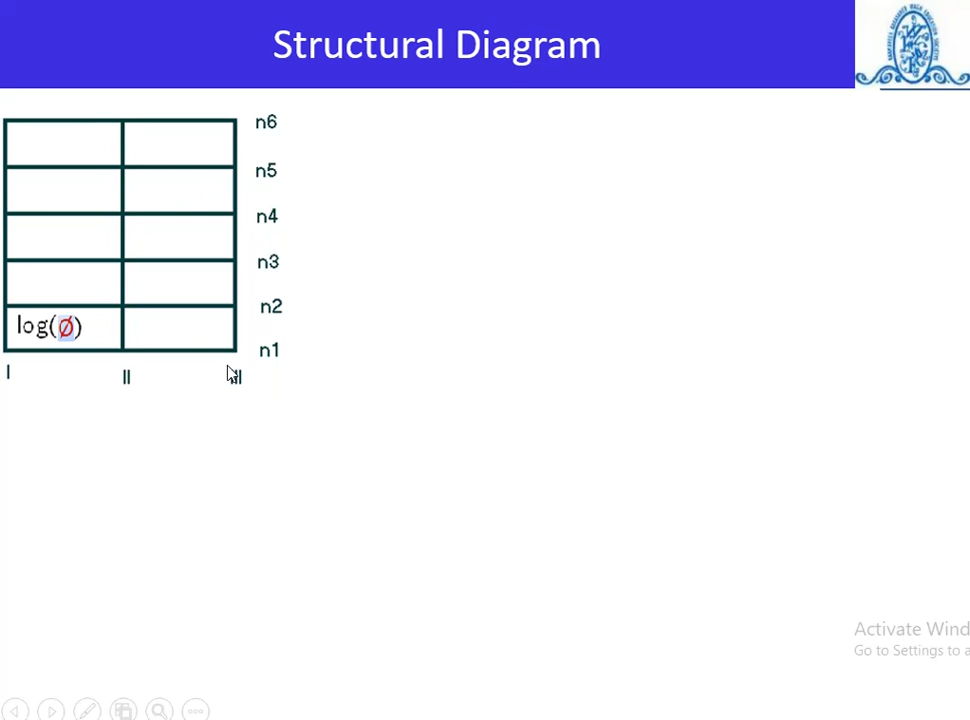 Structural Diagram
n6
n5
n4
n3
n2
log(Ø)
n1
I
II
III
Activate Wind
Go to Settings to a